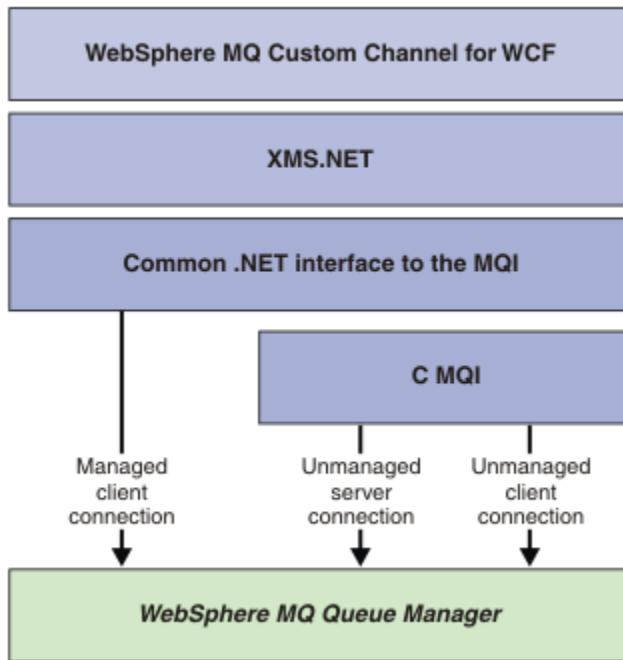 WebSphere MQ Custom Channel for WCF
XMS.NET
Common .NET interface to the MQI
C MQI
Managed
client
connection
Unmanaged
server
connection
Unmanaged
client
connection
WebSphere MQ Queue Manager